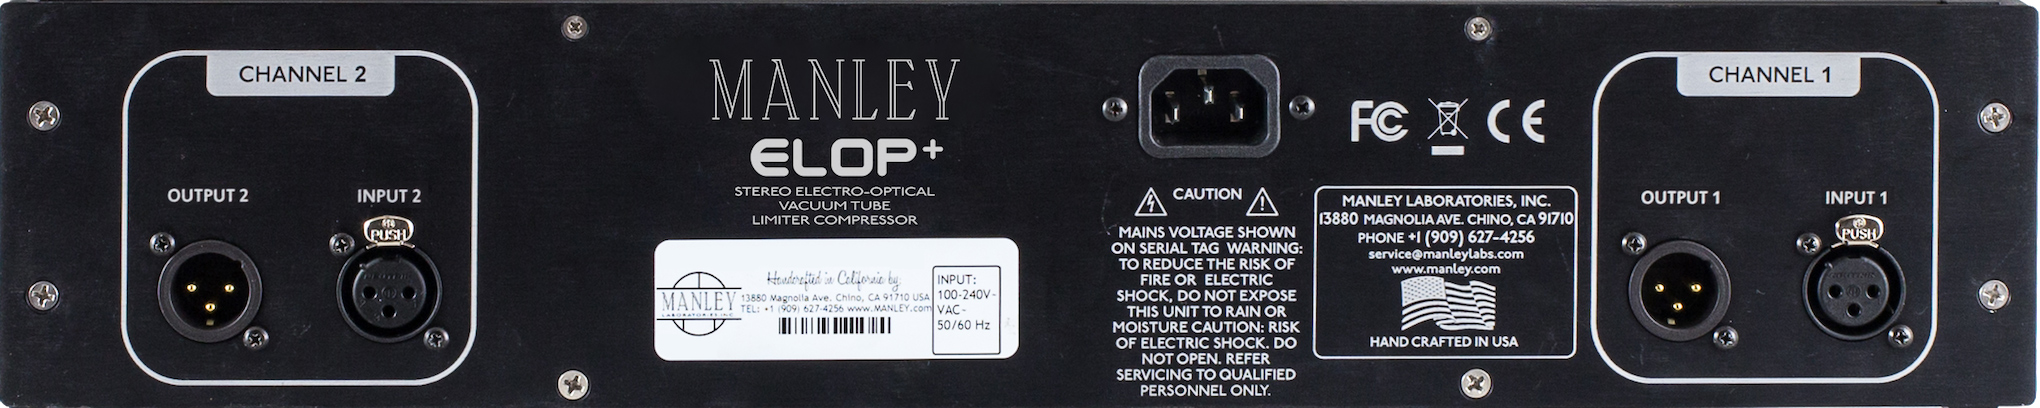 CHANNEL 2
OUTPUT 2
INPUT 2
PUSH
MANLEY
ELOP+
STEREO ELECTRO-OPTICAL
VACUUM TUBE
LIMITER COMPRESSOR
MANLEY
LABORATORIES INC.
Handcrafted in California by:
13880 Magnolia Ave. Chino, CA 91710 USA
TEL: +1 (909) 627-4256 www.MANLEY.com
INPUT:
100-240V~
VAC~
50/60 Hz
CAUTION
MAINS VOLTAGE SHOWN
ON SERIAL TAG WARNING:
TO REDUCE THE RISK OF
FIRE OR ELECTRIC
SHOCK, DO NOT EXPOSE
THIS UNIT TO RAIN OR
MOISTURE CAUTION: RISK
OF ELECTRIC SHOCK. DO
NOT OPEN. REFER
SERVICING TO QUALIFIED
PERSONNEL ONLY.
FC CE
MANLEY LABORATORIES, INC.
13880 MAGNOLIA AVE. CHINO, CA 91710
PHONE +1 (909) 627-4256
service@manleylabs.com
www.manley.com
HAND CRAFTED IN USA
CHANNEL 1
OUTPUT 1
INPUT 1
PUSH